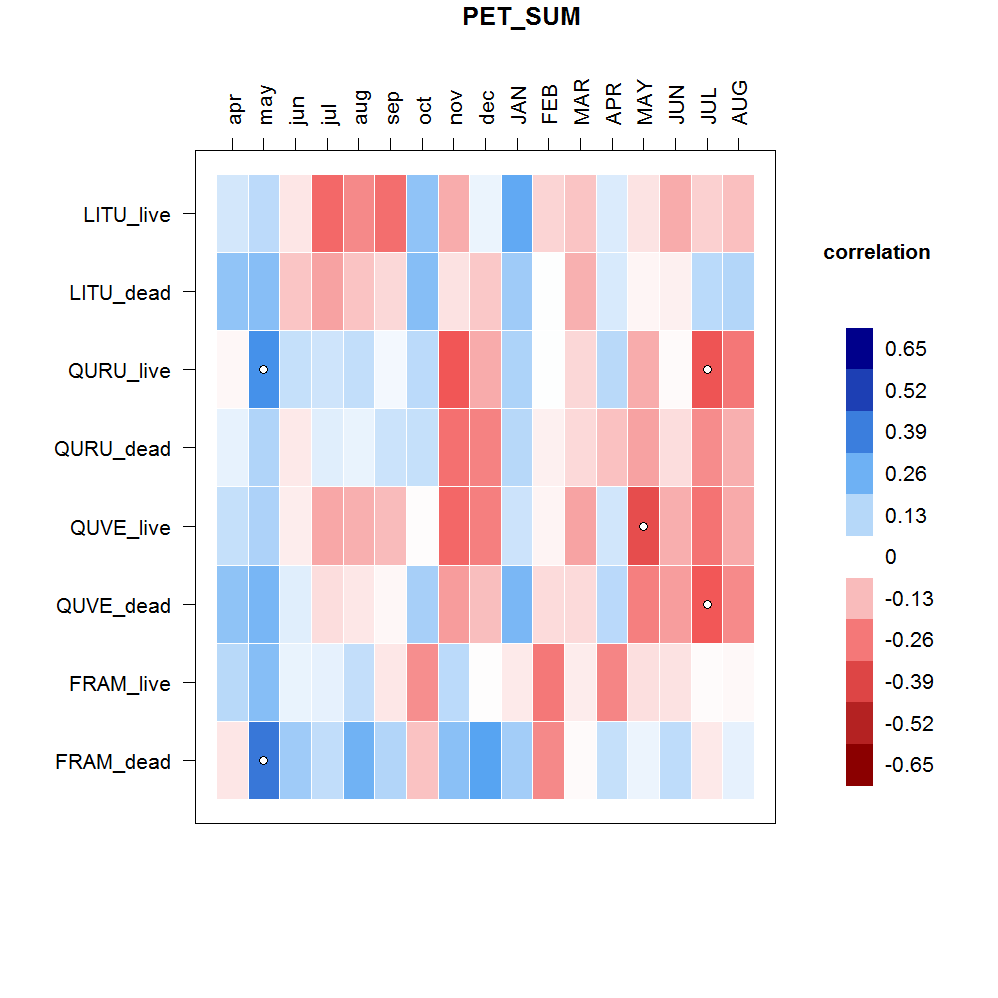 PET_SUM
apr may jun jul aug sep oct nov dec JAN FEB MAR APR MAY JUN JUL AUG
LITU_live
LITU_dead
QURU_live
QURU_dead
QUVE_live
QUVE_dead
FRAM_live
FRAM_dead
correlation
0.65
0.52
0.39
0.26
0.13
0
-0.13
-0.26
-0.39
-0.52
-0.65